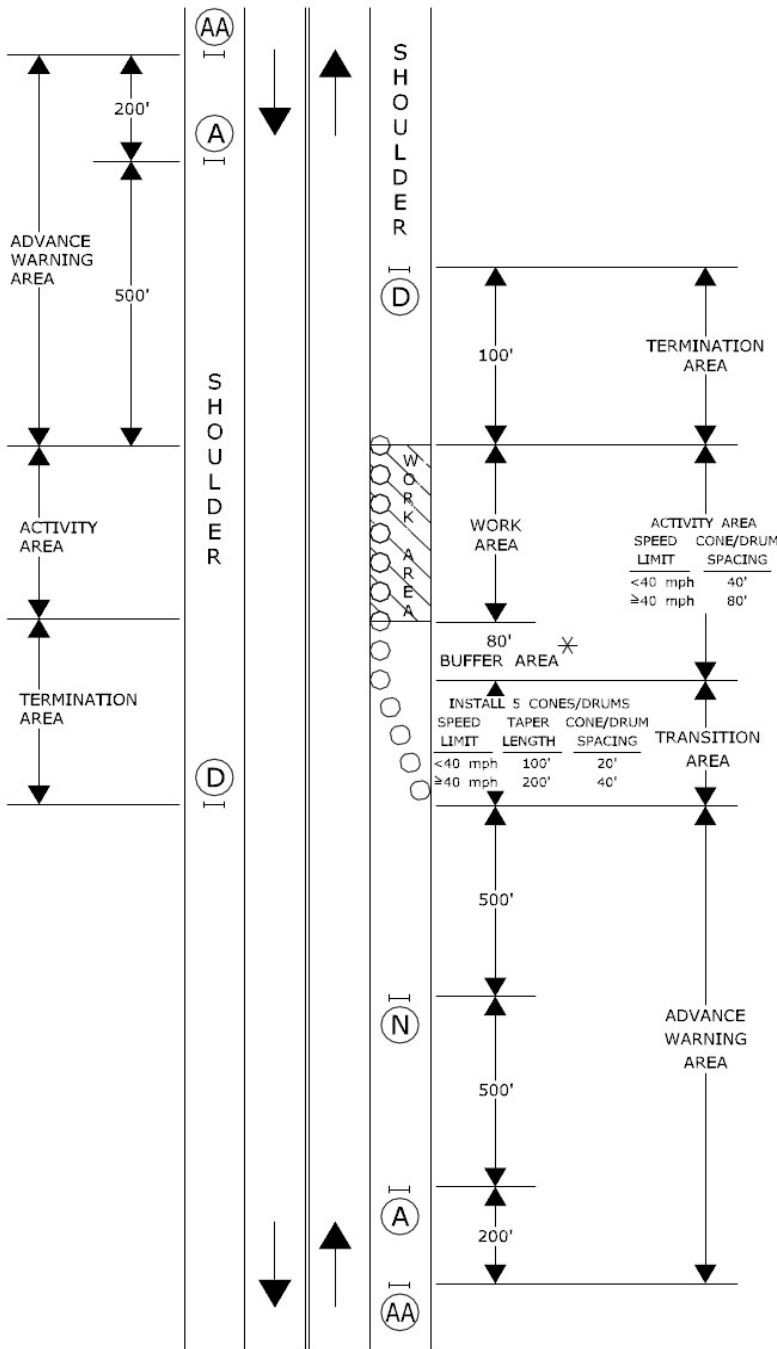 AA
200'
A
ADVANCE
WARNING
AREA
500'
SHOULDER
ACTIVITY
AREA
TERMINATION
AREA
D
SHOULDER
D
100'
TERMINATION
AREA
WORK AREA
WORK
AREA
ACTIVITY AREA
SPEED CONE/DRUM
LIMIT SPACING
<40 mph 40'
≧40 mph 80'
80'
BUFFER AREA
INSTALL 5 CONES/DRUMS
SPEED TAPER CONE/DRUM
LIMIT LENGTH SPACING
<40 mph 100' 20'
≧40 mph 200' 40'
TRANSITION
AREA
500'
N
500'
ADVANCE
WARNING
AREA
A
200'
AA